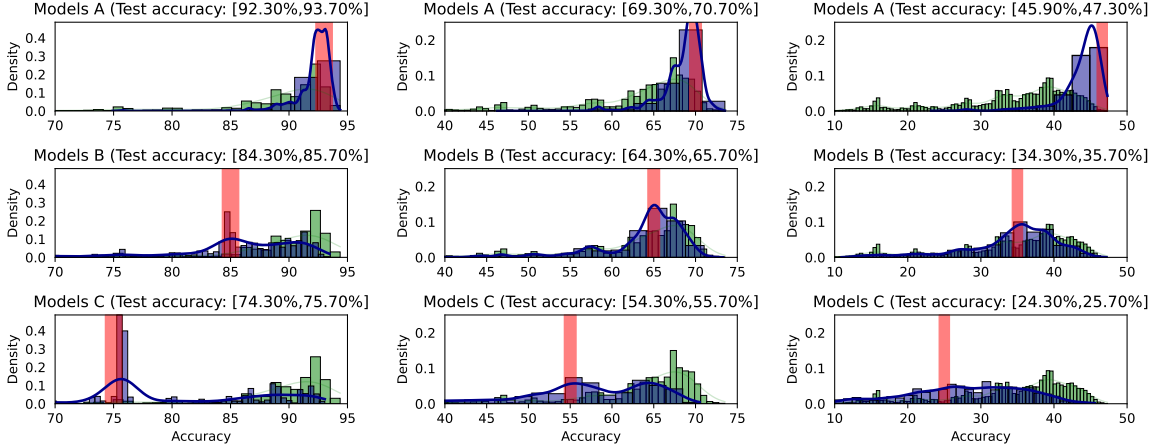 Models A (Test accuracy: [92.30%,93.70%]
Models A (Test accuracy: [69.30%,70.70%]
Models A (Test accuracy: [45.90%,47.30%]
Density
0.4
0.3
0.2
0.1
0.0
70 75 80 85 90 95
Density
0.2
0.1
0.0
40 45 50 55 60 65 70 75
Density
0.2
0.1
0.0
10 20 30 40 50
Models B (Test accuracy: [84.30%,85.70%]
Models B (Test accuracy: [64.30%,65.70%]
Models B (Test accuracy: [34.30%,35.70%]
Density
0.4
0.3
0.2
0.1
0.0
70 75 80 85 90 95
Density
0.2
0.1
0.0
40 45 50 55 60 65 70 75
Density
0.2
0.1
0.0
10 20 30 40 50
Models C (Test accuracy: [74.30%,75.70%]
Models C (Test accuracy: [54.30%,55.70%]
Models C (Test accuracy: [24.30%,25.70%]
Density
0.4
0.3
0.2
0.1
0.0
70 75 80 85 90 95
Accuracy
Density
0.2
0.1
0.0
40 45 50 55 60 65 70 75
Accuracy
Density
0.2
0.1
0.0
10 20 30 40 50
Accuracy